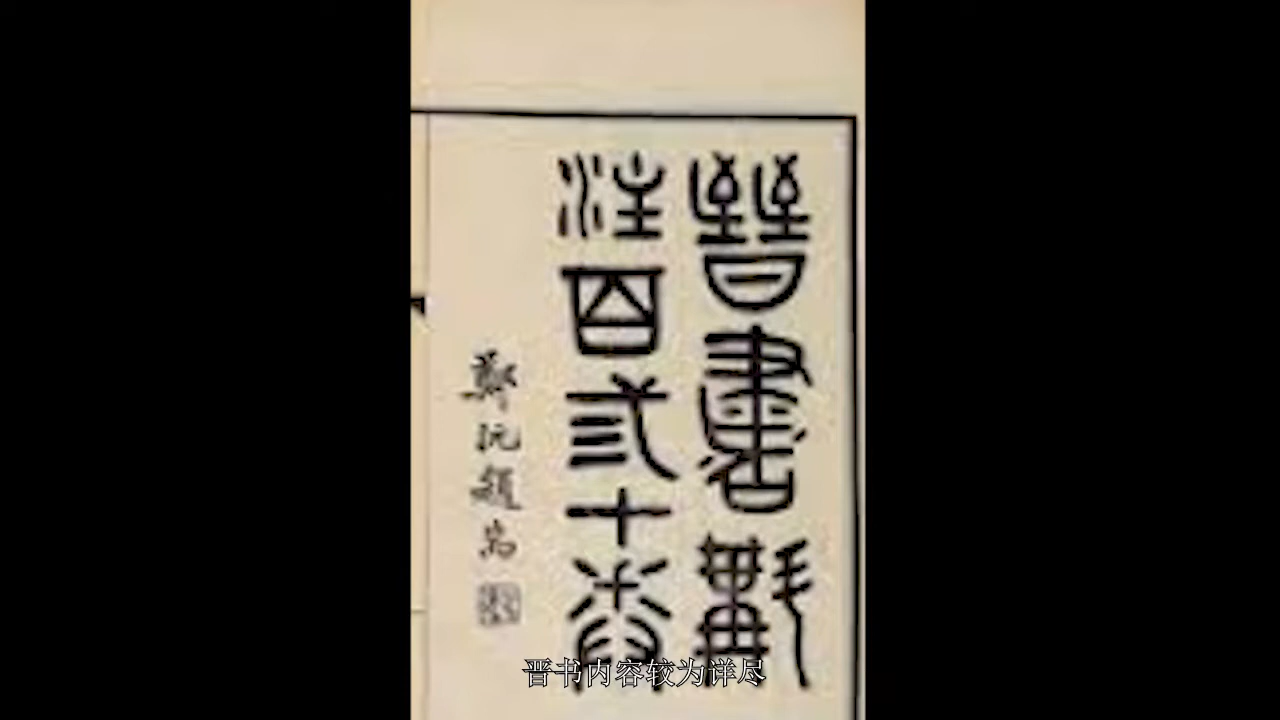 晉書斠
注百弎十卷
鄭沅題耑
晋书内容较为详尽